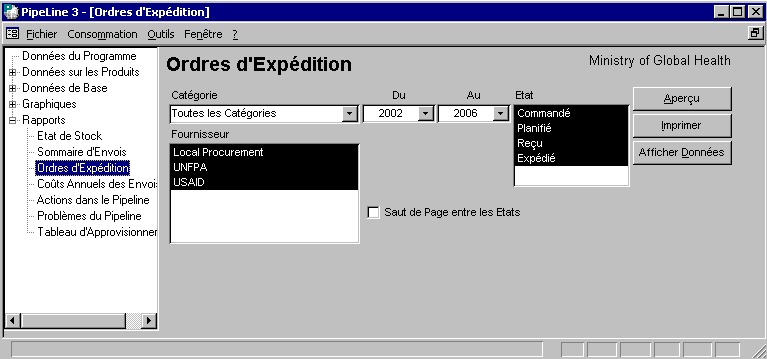 PipeLine 3 - [Ordres d'Expédition]
Fichier Consommation Outils Fenêtre ?
Données du Programme
Données sur les Produits
Données de Base
Graphiques
Rapports
Etat de Stock
Sommaire d'Envois
Ordres d'Expédition
Coûts Annuels des Envoi
Actions dans le Pipeline
Problèmes du Pipeline
Tableau d'Approvisionner
Ordres d'Expédition
Ministry of Global Health
Catégorie Du Au Etat
Toutes les Catégories 2002 2006
Commandé
Planifié
Reçu
Expédié
Fournisseur
Local Procurement
UNFPA
USAID
Saut de Page entre les Etats
Aperçu
Imprimer
Afficher Données